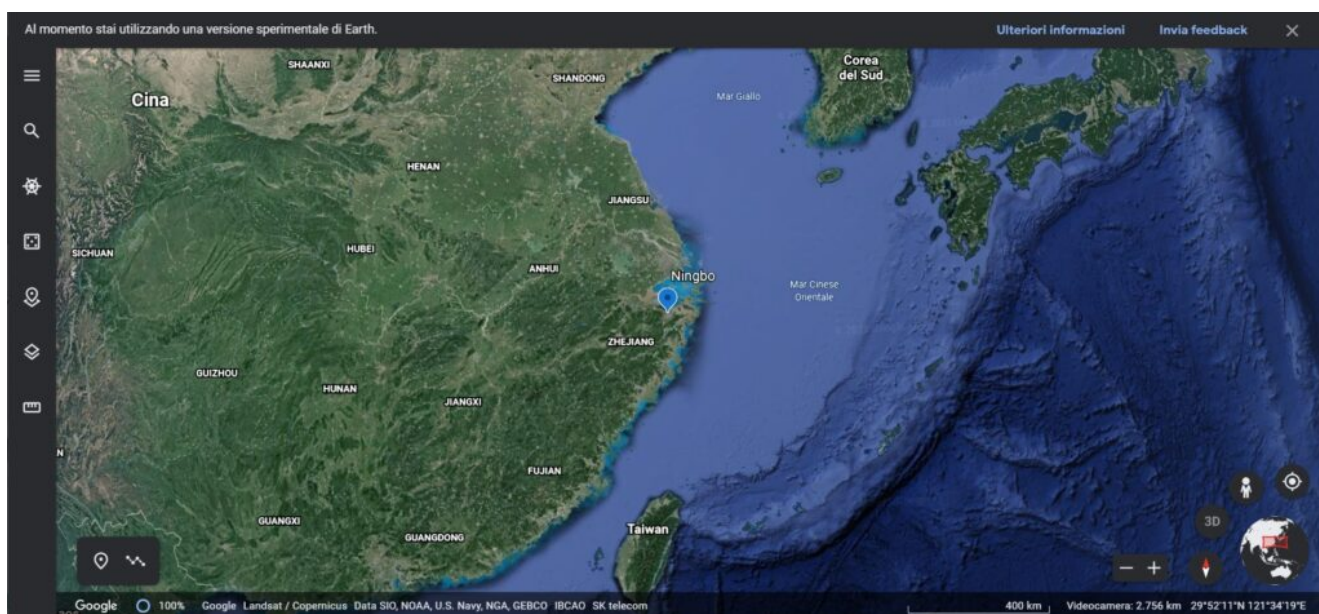 Al momento stai utilizzando una versione sperimentale di Earth.
Ulteriori informazioni
Invia feedback
SHAANXI
SHANDONG
Corea
del Sud
Cina
Mar Giallo
HENAN
JIANGSU
SICHUAN
HUBEI
ANHUI
Ningbo
Mar Cinese
Orientale
ZHEJIANG
GUIZHOU
HUNAN
JIANGXI
N
FUJIAN
GUANGXI
Taiwan
GUANGDONG
3D
Google 100% Google Landsat / Copernicus Data SIO, NOAA, U.S. Navy, NGA, GEBCO IBCAO SK telecom
400 km
Videocamera: 2.756 km 29°52'11"N 121°34'19"E